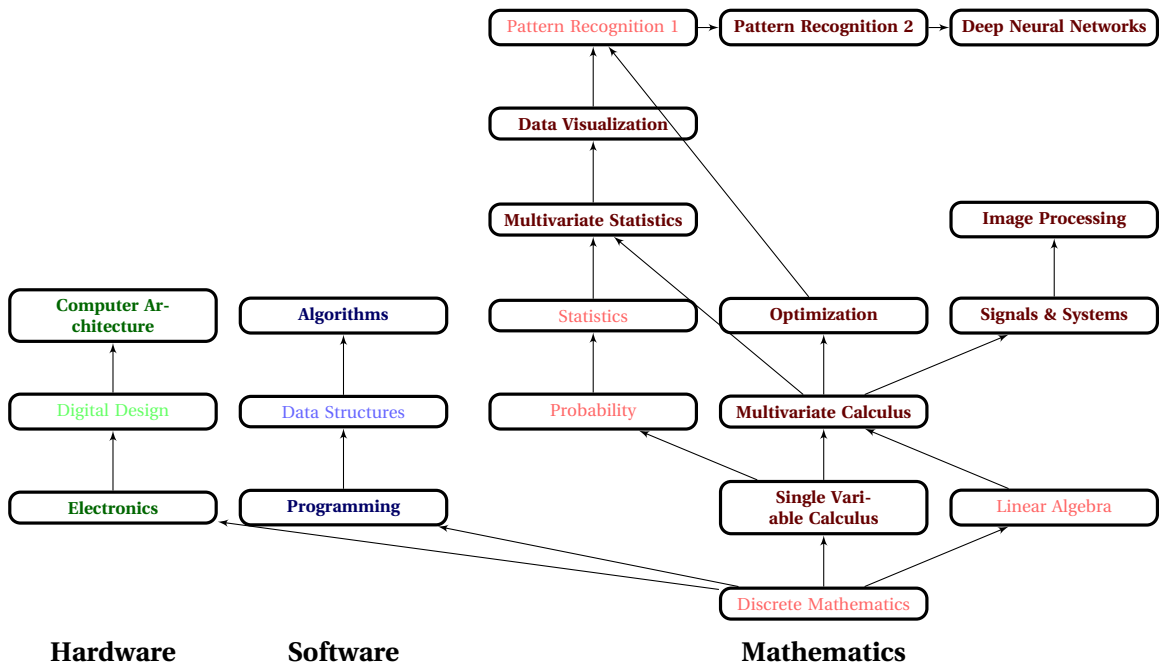 Pattern Recognition 1
Pattern Recognition 2
Deep Neural Networks
Data Visualization
Multivariate Statistics
Image Processing
Computer Ar-
chitecture
Algorithms
Statistics
Optimization
Signals & Systems
Digital Design
Data Structures
Probability
Multivariate Calculus
Electronics
Programming
Single Vari-
able Calculus
Linear Algebra
Discrete Mathematics
Hardware
Software
Mathematics